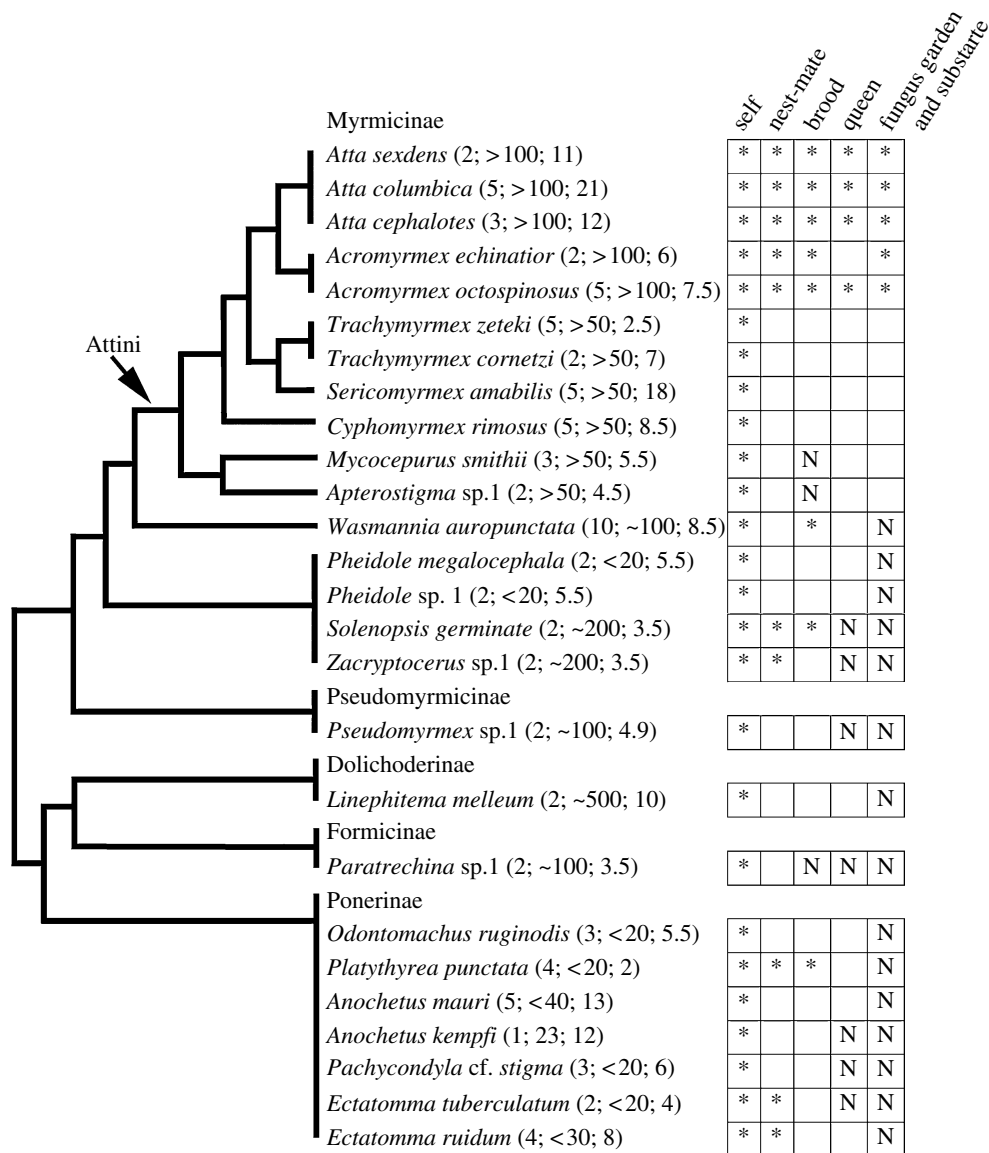 self
nest-mate
brood
queen
fungus garden
and substarte
Myrmicinae
Atta sexdens (2; >100; 11) * * * * *
Atta columbica (5; >100; 21) * * * * *
Atta cephalotes (3; >100; 12) * * * * *
Acromyrmex echinatior (2; >100; 6) * * * *
Acromyrmex octospinosus (5; >100; 7.5) * * * * *
Trachymyrmex zeteki (5; >50; 2.5) *
Attini
Trachymyrmex cornetzi (2; >50; 7) *
Sericomyrmex amabilis (5; >50; 18) *
Cyphomyrmex rimosus (5; >50; 8.5) *
Mycocepurus smithii (3; >50; 5.5) * N
Apterostigma sp.1 (2; >50; 4.5) * N
Wasmannia auropunctata (10; ~100; 8.5) * * N
Pheidole megalocephala (2; <20; 5.5) * N
Pheidole sp. 1 (2; <20; 5.5) * N
Solenopsis germinate (2; ~200; 3.5) * * * N N
Zacryptocerus sp.1 (2; ~200; 3.5) * * N N
Pseudomyrmicinae
Pseudomyrmex sp.1 (2; ~100; 4.9) * N N
Dolichoderinae
Linephitema melleum (2; ~500; 10) * N
Formicinae
Paratrechina sp.1 (2; ~100; 3.5) * N N N
Ponerinae
Odontomachus ruginodis (3; <20; 5.5) * N
Platythyrea punctata (4; <20; 2) * * * N
Anochetus mauri (5; <40; 13) * N
Anochetus kempfi (1; 23; 12) * N N
Pachycondyla cf. stigma (3; <20; 6) * N N
Ectatomma tuberculatum (2; <20; 4) * * N N
Ectatomma ruidum (4; <30; 8) * * N